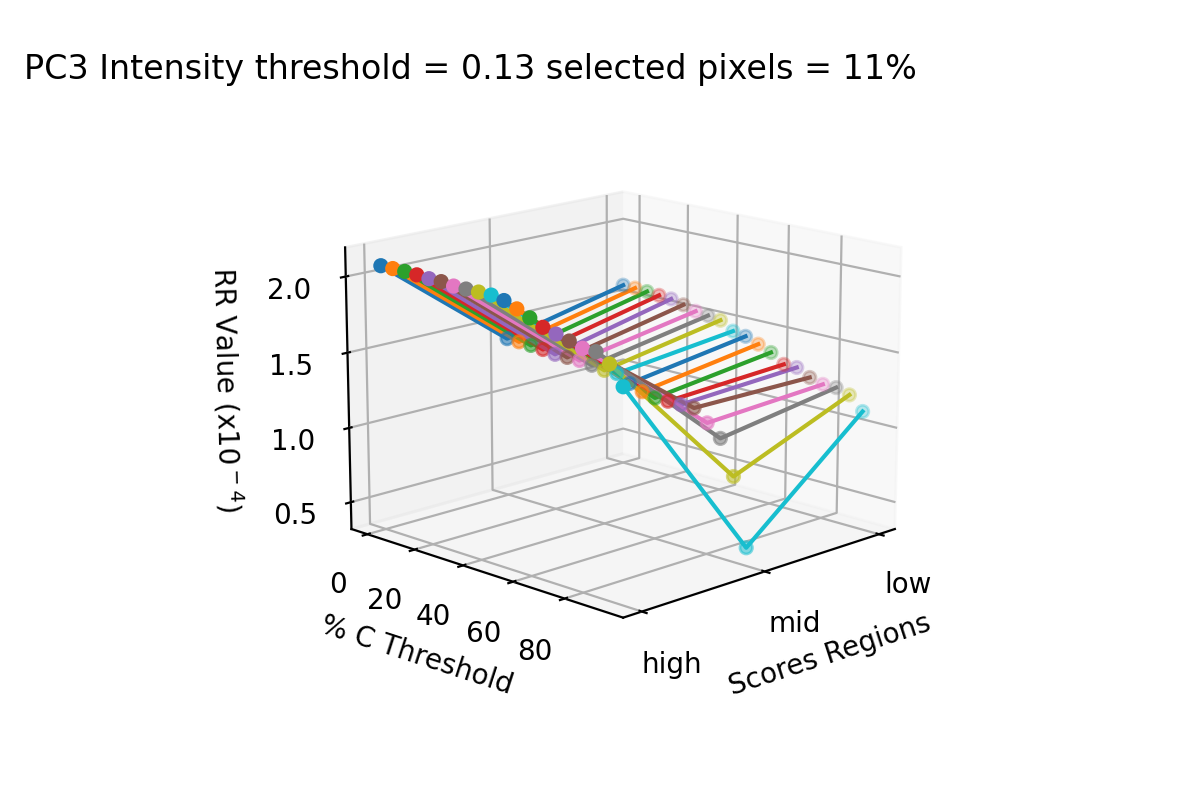 PC3 Intensity threshold = 0.13 selected pixels = 11%
RR Value (x10⁻⁴)
2.0
1.5
1.0
0.5
0
20
40
60
80
% C Threshold
high
mid
low
Scores Regions